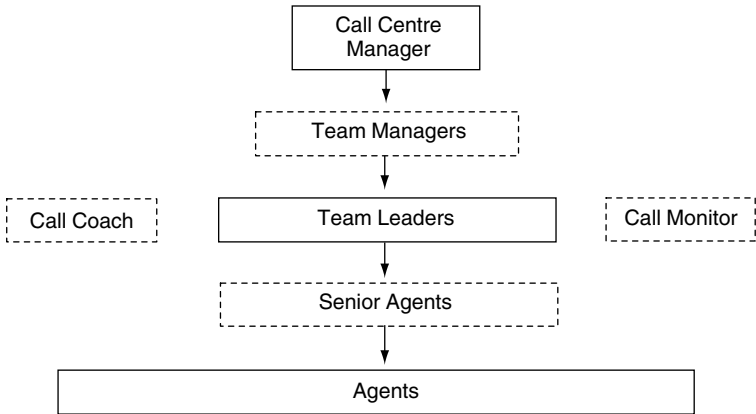 Call Centre
Manager
Team Managers
Call Coach
Team Leaders
Call Monitor
Senior Agents
Agents